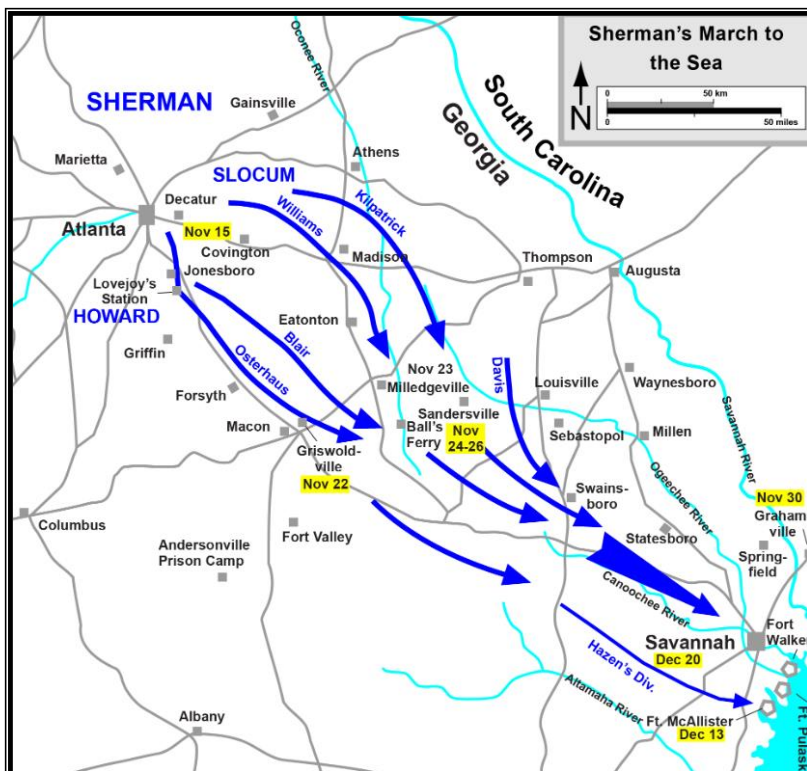 Sherman's March to
the Sea
N
0
50 km
0
50 miles
Oconee River
SHERMAN
Gainsville
South Carolina
Georgia
Marietta
Athens
SLOCUM
Decatur
Williams
Kilpatrick
Atlanta
Nov 15
Covington
Madison
Thompson
Augusta
Jonesboro
Lovejoy's
Station
HOWARD
Eatonton
Griffin
Blair
Osterhaus
Davis
Nov 23
Milledgeville
Louisville
Waynesboro
Forsyth
Sandersville
Savannah River
Macon
Ball's
Ferry
Nov
24-26
Sebastopol
Millen
Griswold-
ville
Nov 22
Ogeechee River
Swains-
boro
Nov 30
Graham
ville
Columbus
Fort Valley
Statesboro
Spring-
field
Andersonville
Prison Camp
Canoochee River
Savannah
Dec 20
Fort
Walker
Hazen's Div.
Altamaha River
Ft. McAllister
Dec 13
Albany
Ft. Pulask